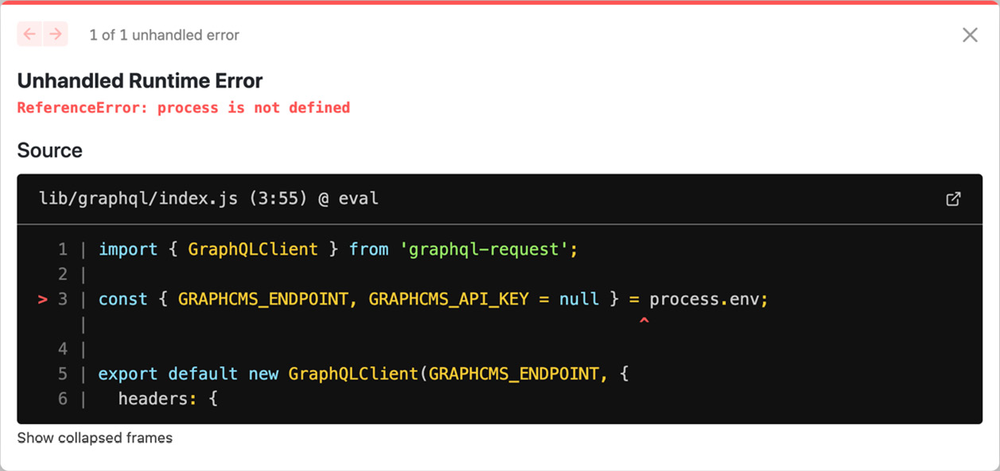 1 of 1 unhandled error
Unhandled Runtime Error
ReferenceError: process is not defined
Source
lib/graphql/index.js (3:55) @ eval
1 | import { GraphQLClient } from 'graphql-request';
2 |
> 3 | const { GRAPHCMS_ENDPOINT, GRAPHCMS_API_KEY = null } = process.env;
| ^
4 |
5 | export default new GraphQLClient(GRAPHCMS_ENDPOINT, {
6 | headers: {
Show collapsed frames